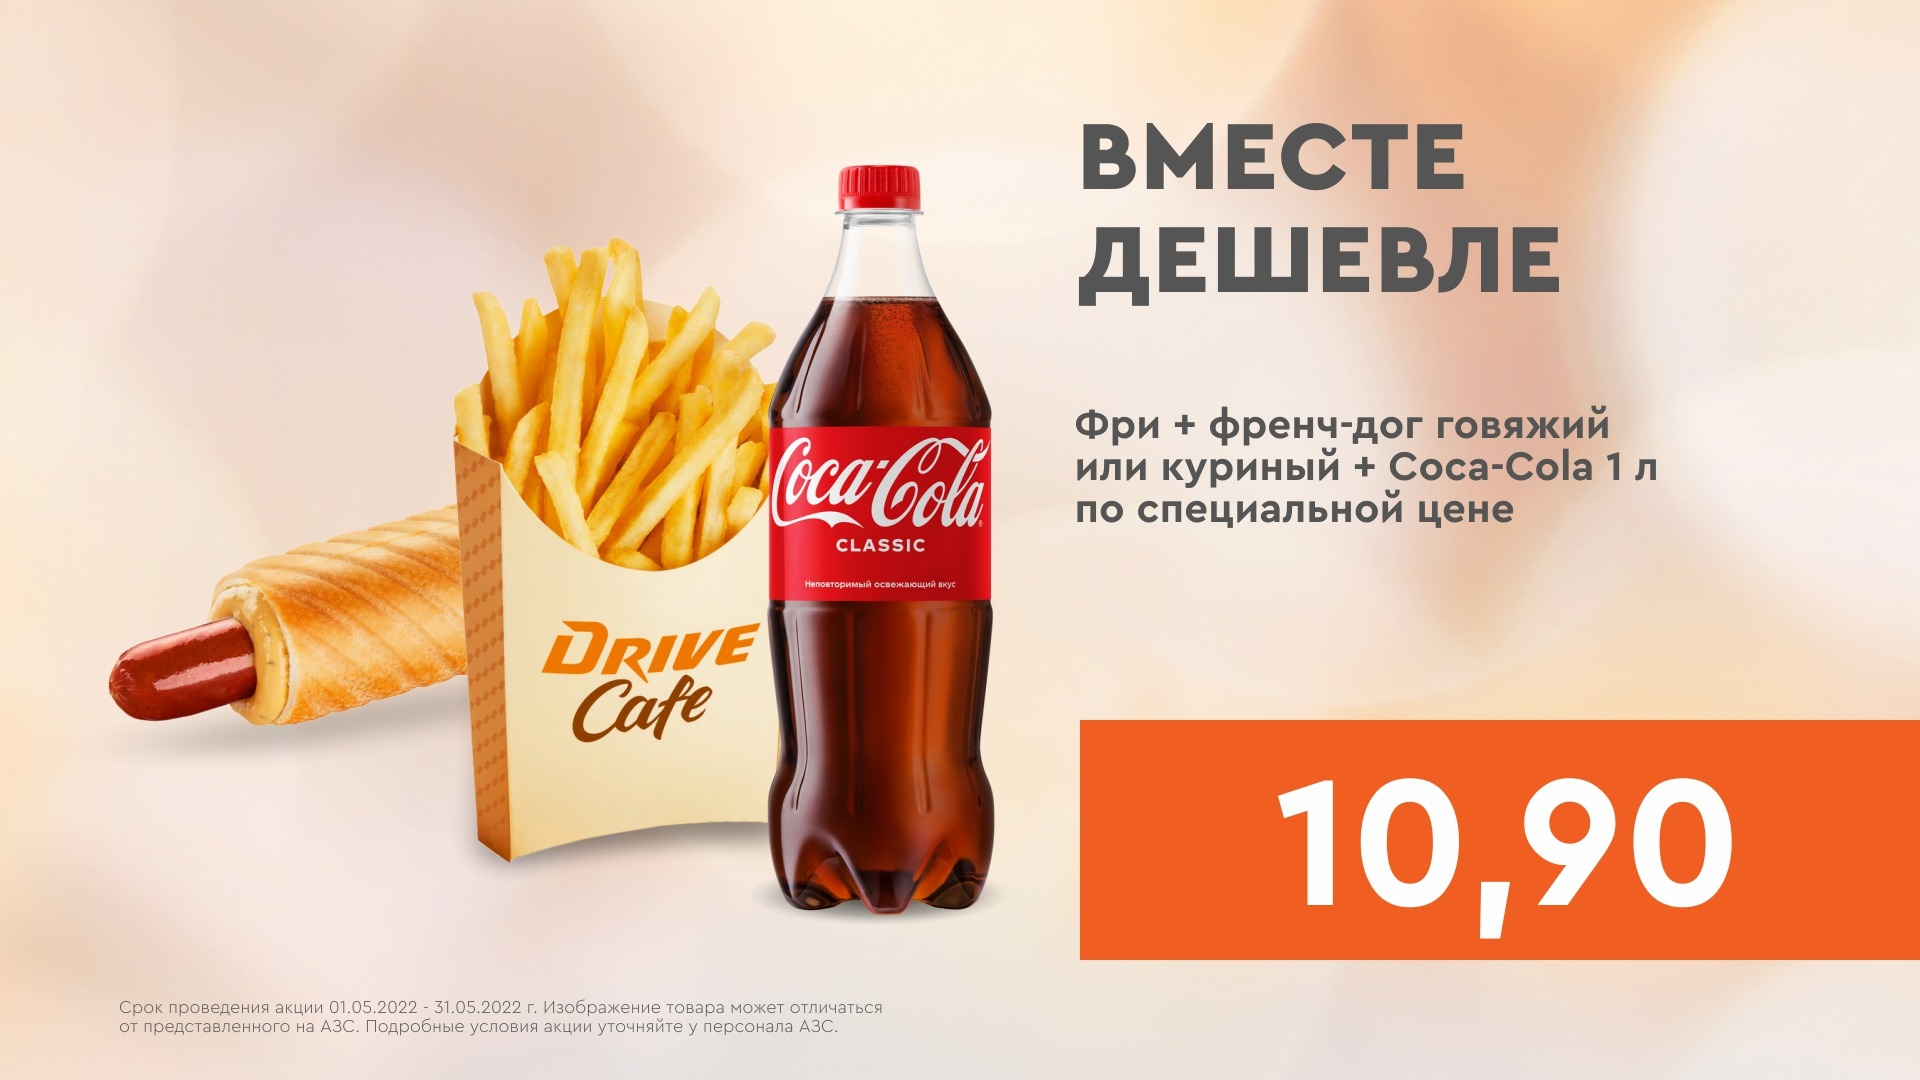 ВМЕСТЕ
ДЕШЕВЛЕ
Фри + френч-дог говяжий
или куриный + Coca-Cola 1 л
по специальной цене
Coca-Cola
CLASSIC
Неповторимый освежающий вкус
DRIVE
Cafe
10,90
Срок проведения акции 01.05.2022 - 31.05.2022 г. Изображение товара может отличаться
от представленного на АЗС. Подробные условия акции уточняйте у персонала АЗС.